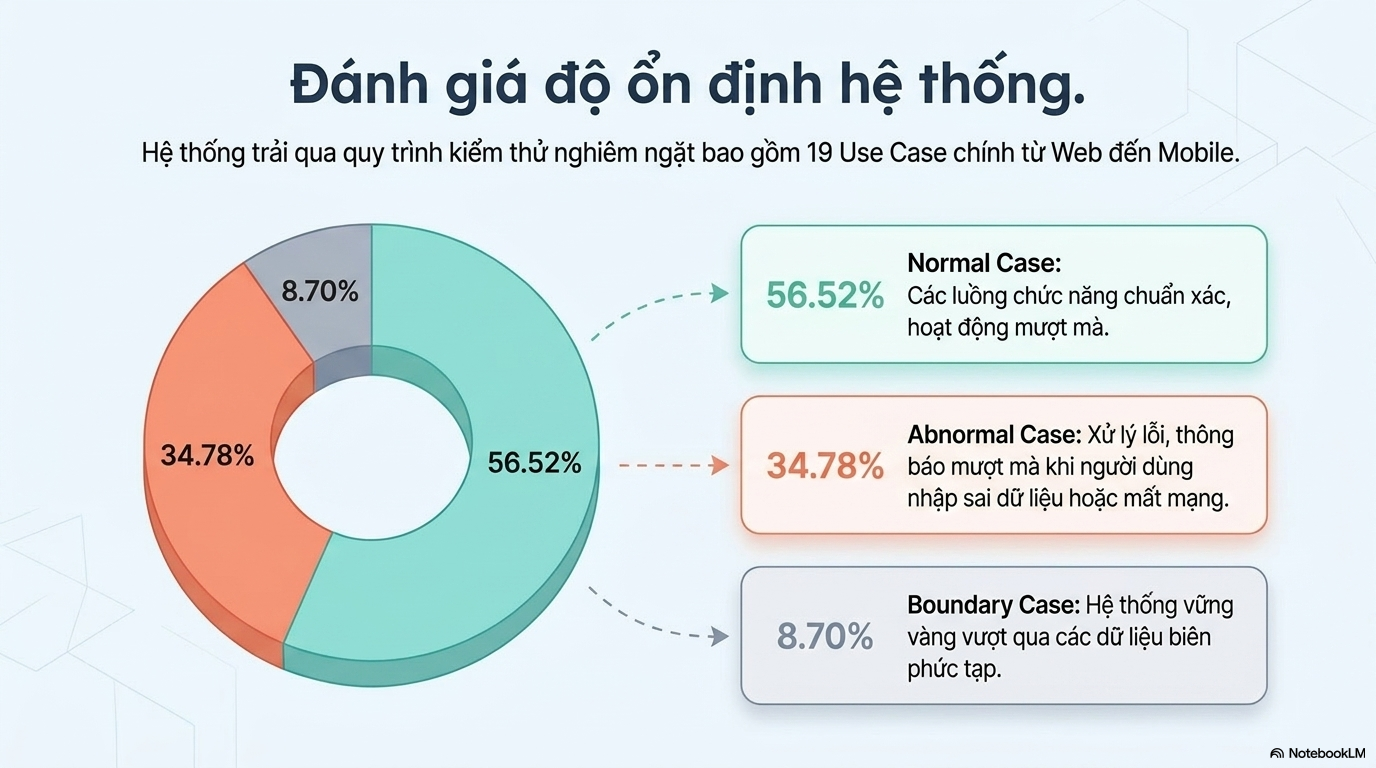 Đánh giá độ ổn định hệ thống.
Hệ thống trải qua quy trình kiểm thử nghiêm ngặt bao gồm 19 Use Case chính từ Web đến Mobile.
8.70%
34.78%
56.52%
56.52%
Normal Case:
Các luồng chức năng chuẩn xác,
hoạt động mượt mà.
34.78%
Abnormal Case: Xử lý lỗi, thông
báo mượt mà khi người dùng
nhập sai dữ liệu hoặc mất mạng.
8.70%
Boundary Case: Hệ thống vững
vàng vượt qua các dữ liệu biên
phức tạp.
NotebookLM